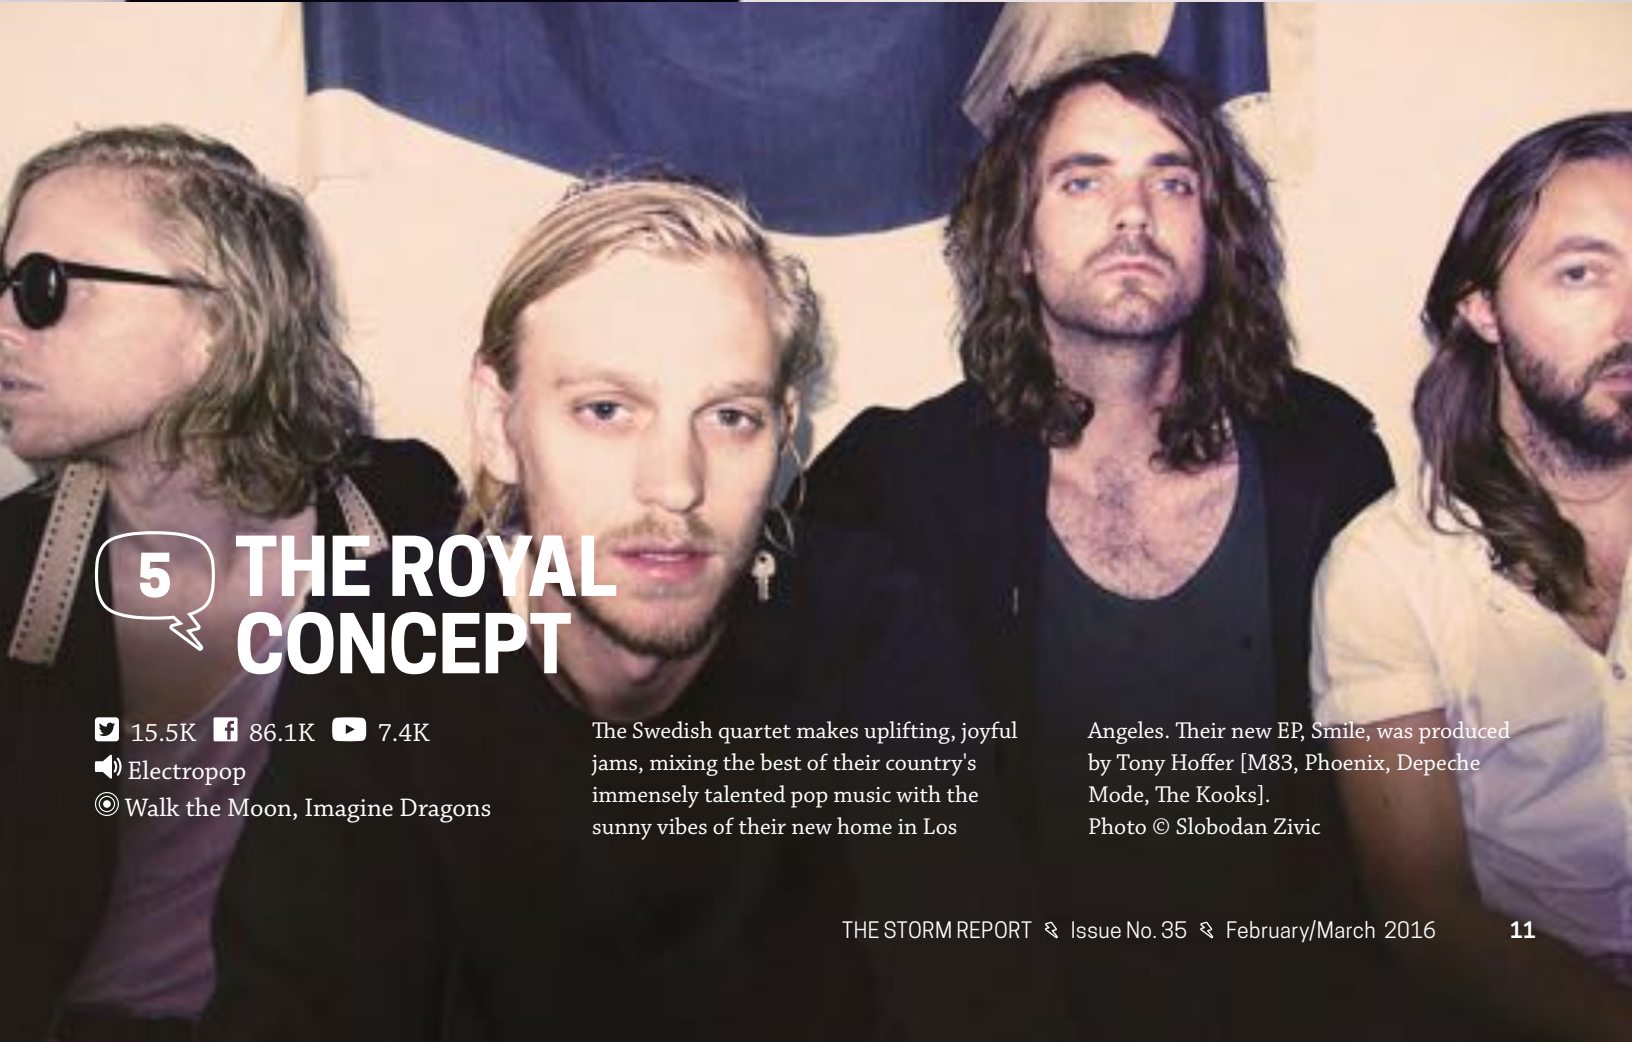 5
THE ROYAL
CONCEPT
15.5K 86.1K 7.4K
Electropop
Walk the Moon, Imagine Dragons
The Swedish quartet makes uplifting, joyful
jams, mixing the best of their country's
immensely talented pop music with the
sunny vibes of their new home in Los
Angeles. Their new EP, Smile, was produced
by Tony Hoffer [M83, Phoenix, Depeche
Mode, The Kooks].
Photo © Slobodan Zivic
THE STORM REPORT Issue No. 35 February/March 2016 11